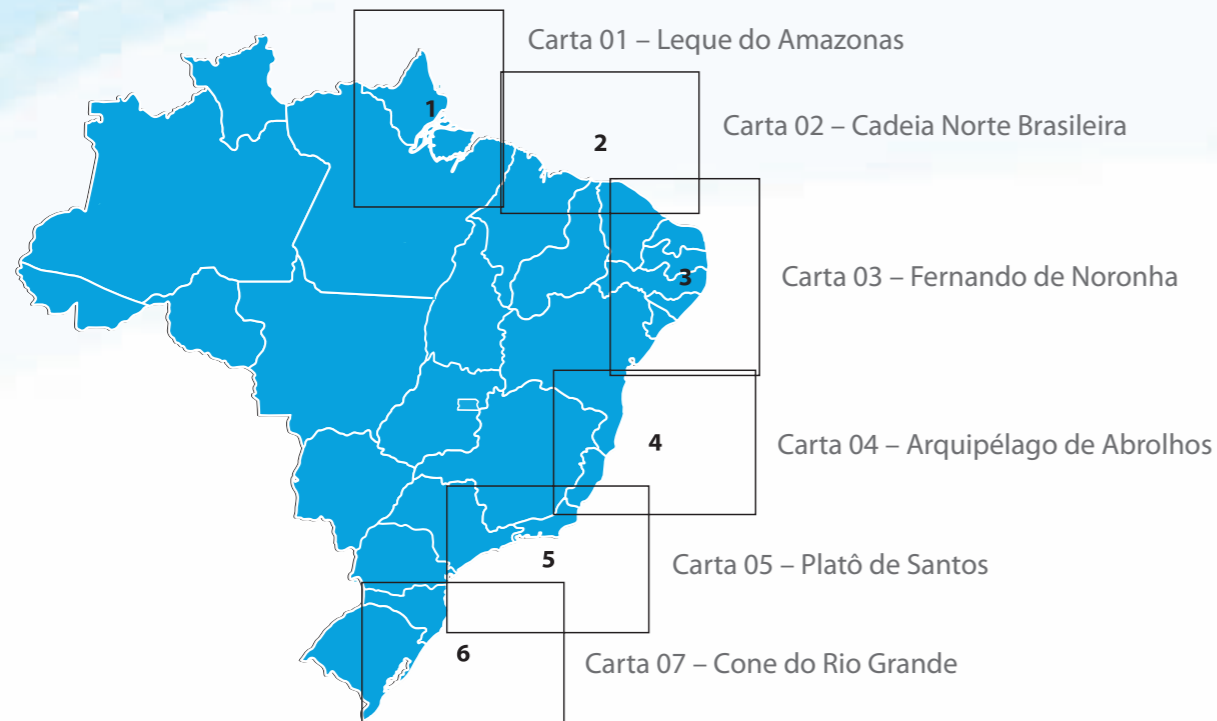 Carta 01 – Leque do Amazonas
1
2
Carta 02 – Cadeia Norte Brasileira
3
Carta 03 – Fernando de Noronha
4
Carta 04 – Arquipélago de Abrolhos
5
Carta 05 – Platô de Santos
6
Carta 07 – Cone do Rio Grande